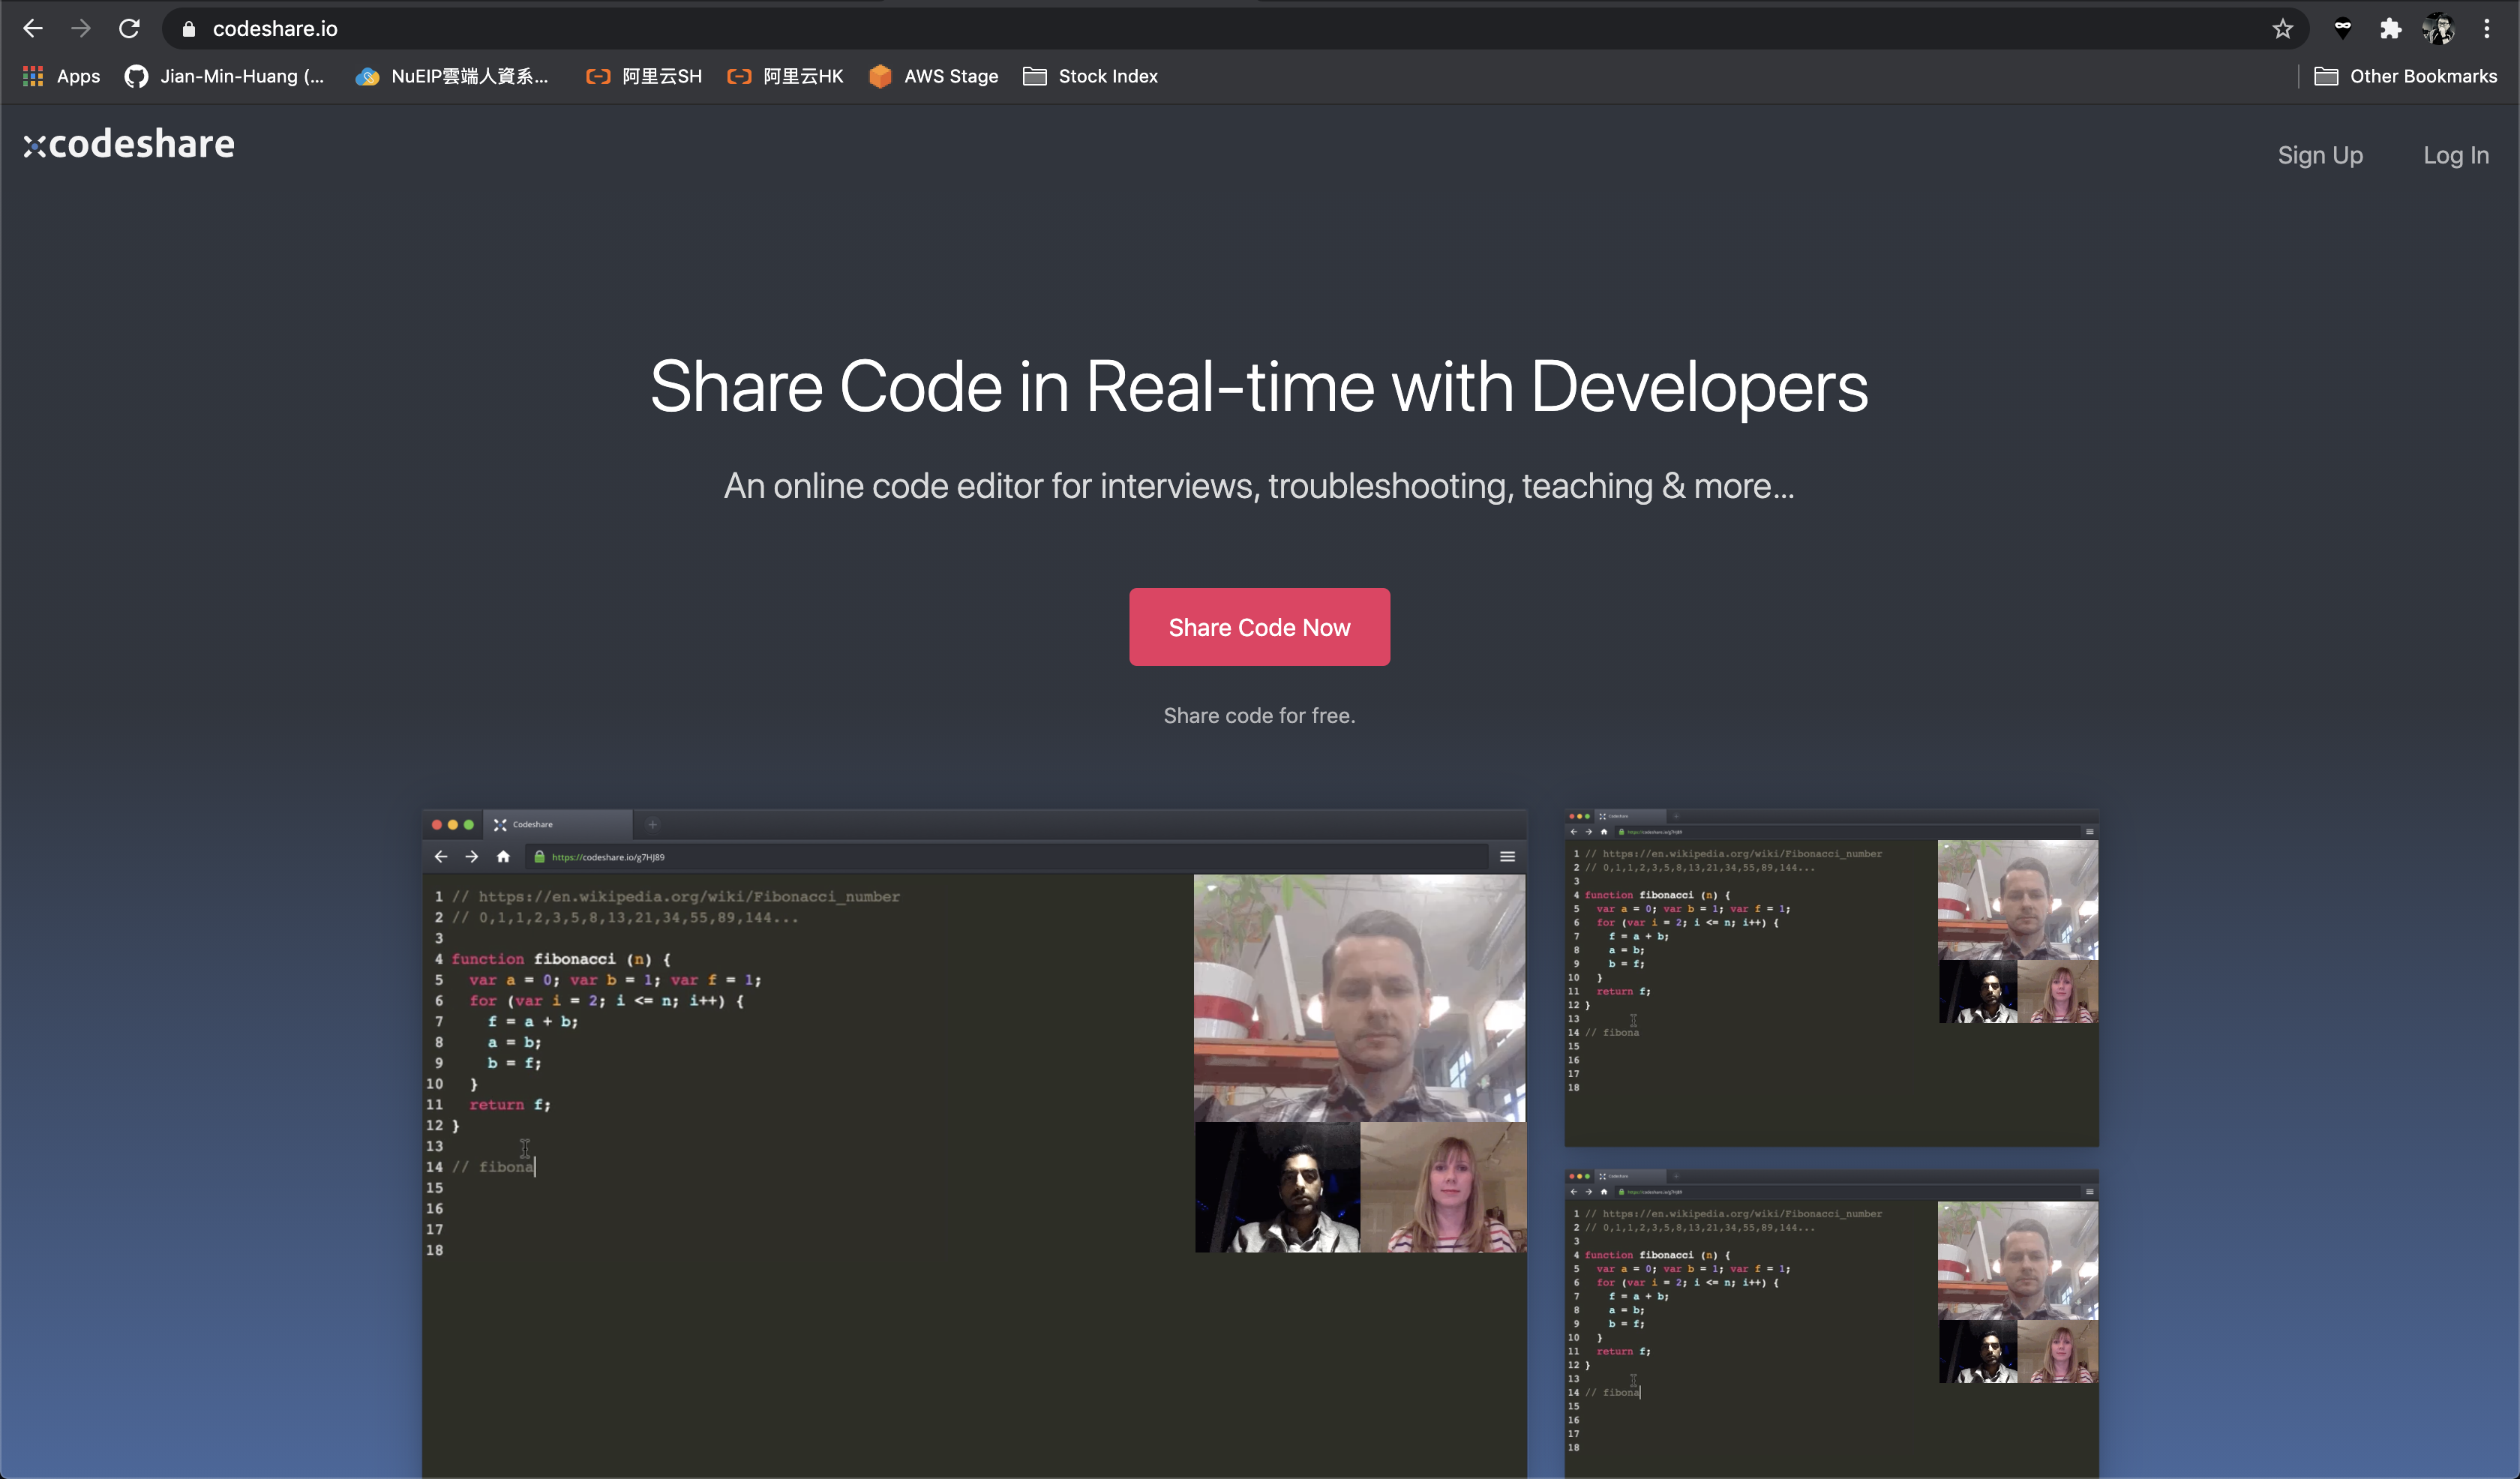 codeshare.io
Apps
Jian-Min-Huang (...
NuEIP雲端人資系...
阿里云SH
阿里云HK
AWS Stage
Stock Index
Other Bookmarks
codeshare
Sign Up
Log In
Share Code in Real-time with Developers
An online code editor for interviews, troubleshooting, teaching & more...
Share Code Now
Share code for free.
Codeshare
https://codeshare.io/g7HJ89
1 // https://en.wikipedia.org/wiki/Fibonacci_number
2 // 0,1,1,2,3,5,8,13,21,34,55,89,144...
3
4 function fibonacci (n) {
5 var a = 0; var b = 1; var f = 1;
6 for (var i = 2; i <= n; i++) {
7 f = a + b;
8 a = b;
9 b = f;
10 }
11 return f;
12 }
13
14 // fibona
15
16
17
18
Codeshare
1 // https://en.wikipedia.org/wiki/Fibonacci_number
2 // 0,1,1,2,3,5,8,13,21,34,55,89,144...
3
4 function fibonacci (n) {
5 var a = 0; var b = 1; var f = 1;
6 for (var i = 2; i <= n; i++) {
7 f = a + b;
8 a = b;
9 b = f;
10 }
11 return f;
12 }
13
14 // fibona
15
16
17
18
Codeshare
1 // https://en.wikipedia.org/wiki/Fibonacci_number
2 // 0,1,1,2,3,5,8,13,21,34,55,89,144...
3
4 function fibonacci (n) {
5 var a = 0; var b = 1; var f = 1;
6 for (var i = 2; i <= n; i++) {
7 f = a + b;
8 a = b;
9 b = f;
10 }
11 return f;
12 }
13
14 // fibona
15
16
17
18